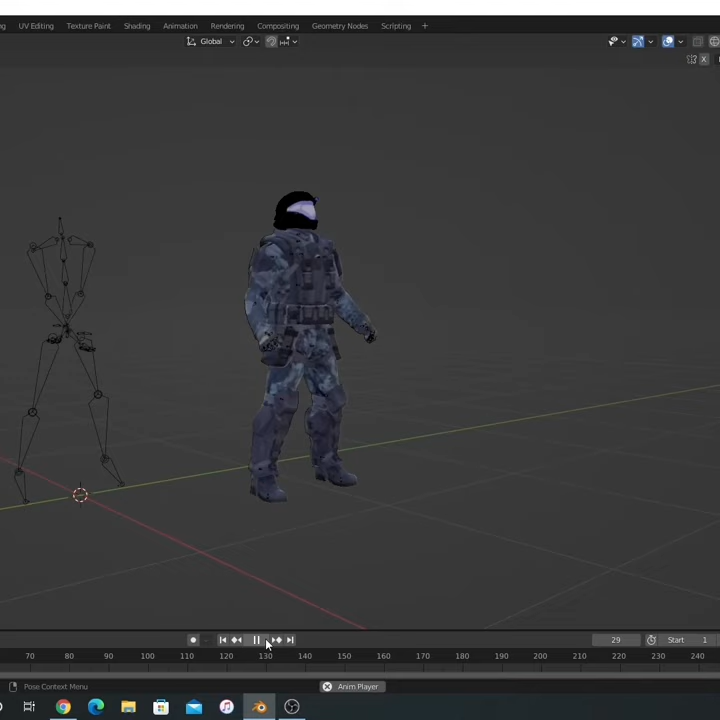 ng UV Editing Texture Paint Shading Animation Rendering Compositing Geometry Nodes Scripting +
Global
X
29 Start 1
70 80 90 100 110 120 130 140 150 160 170 180 190 200 210 220 230 240
Pose Context Menu Anim Player